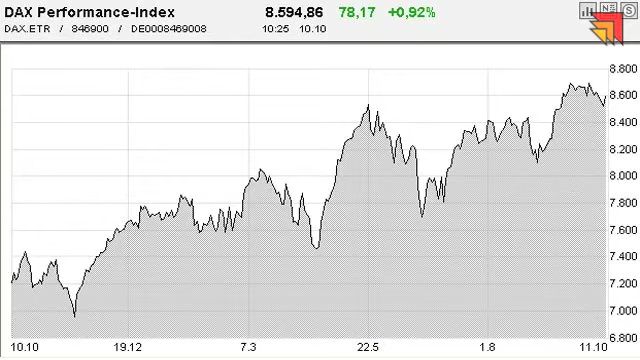 DAX Performance-Index 8.594,86 78,17 +0,92%
DAX.ETR / 846900 / DE0008469008 10:25 10.10
S
8.800
8.600
8.400
8.200
8.000
7.800
7.600
7.400
7.200
7.000
6.800
10.10 19.12 7.3 22.5 1.8 11.10